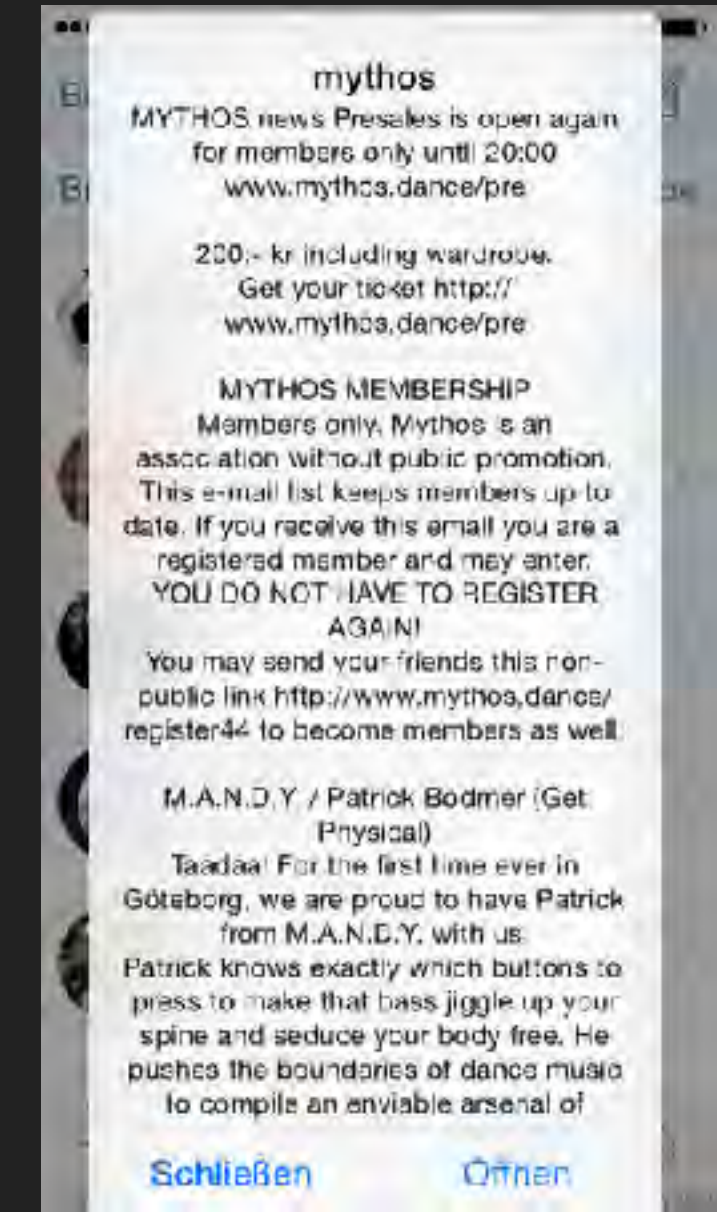 mythos
MYTHOS news Presales is open again
for members only until 20:00
www.mythos.dance/pre
200:- kr including wardrobe.
Get your ticket http://
www.mythos.dance/pre
MYTHOS MEMBERSHIP
Members only. Mythos is an
association without public promotion.
This e-mail list keeps members up to
date. If you receive this email you are a
registered member and may enter.
YOU DO NOT HAVE TO REGISTER
AGAIN!
You may send your friends this non-
public link http://www.mythos.dance/
register44 to become members as well.
M.A.N.D.Y. / Patrick Bodmer (Get
Physical)
Taadaa! For the first time ever in
Göteborg, we are proud to have Patrick
from M.A.N.D.Y. with us.
Patrick knows exactly which buttons to
press to make that bass jiggle up your
spine and seduce your body free. He
pushes the boundaries of dance music
to compile an enviable arsenal of
Schließen
Öffnen